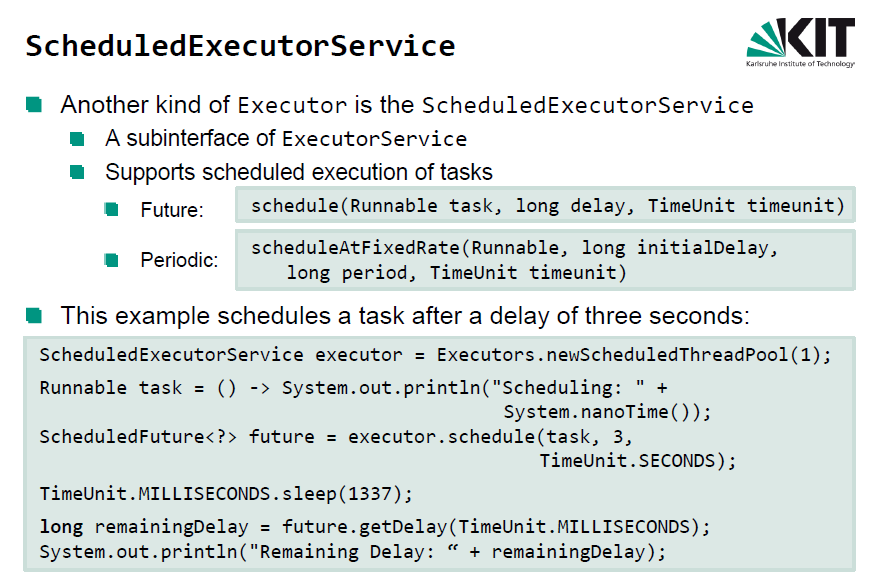 ScheduledExecutorService
KIT
Karlsruhe Institute of Technology
Another kind of Executor is the ScheduledExecutorService
A subinterface of ExecutorService
Supports scheduled execution of tasks
Future: schedule(Runnable task, long delay, TimeUnit timeunit)
Periodic: scheduleAtFixedRate(Runnable, long initialDelay,
long period, TimeUnit timeunit)
This example schedules a task after a delay of three seconds:
ScheduledExecutorService executor = Executors.newScheduledThreadPool(1);
Runnable task = () -> System.out.println("Scheduling: " +
System.nanoTime());
ScheduledFuture<?> future = executor.schedule(task, 3,
TimeUnit.SECONDS);
TimeUnit.MILLISECONDS.sleep(1337);
long remainingDelay = future.getDelay(TimeUnit.MILLISECONDS);
System.out.println("Remaining Delay: “ + remainingDelay);